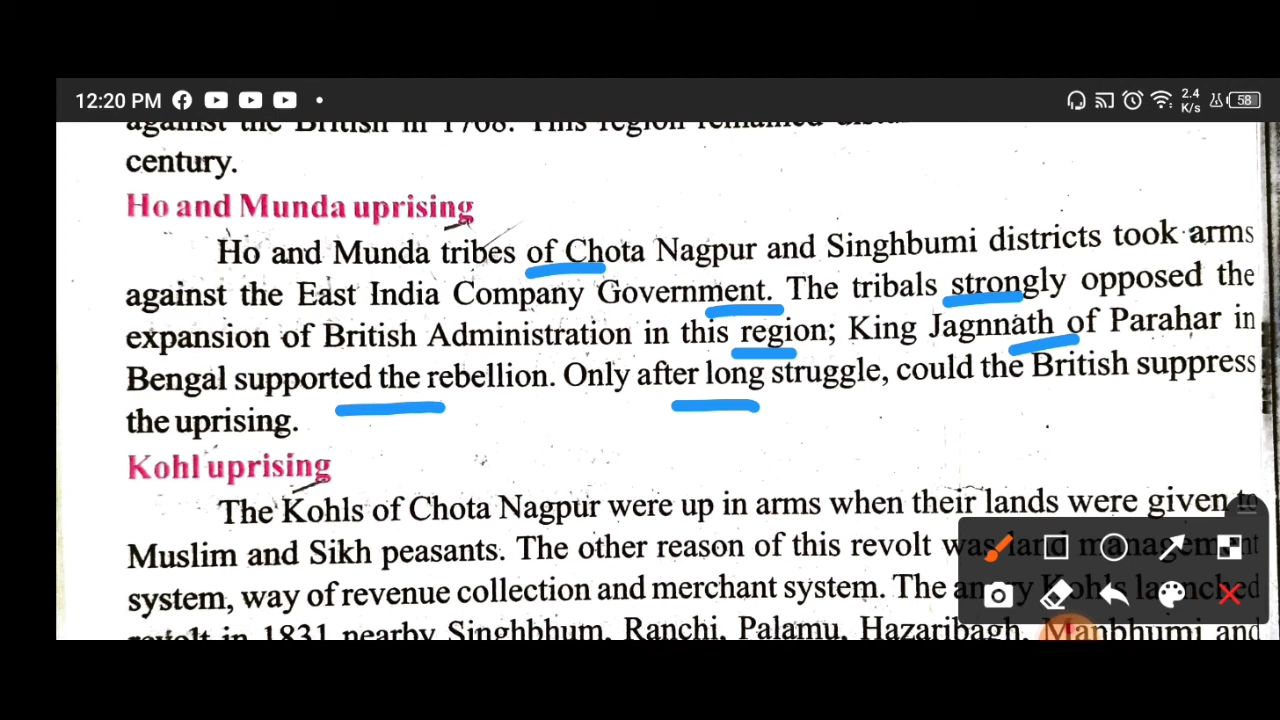 12:20 PM
2.4
K/s
58
against the British in 1768. This region remained
century.
Ho and Munda uprising
Ho and Munda tribes of Chota Nagpur and Singhbumi districts took arms
against the East India Company Government. The tribals strongly opposed the
expansion of British Administration in this region; King Jagnnath of Parahar in
Bengal supported the rebellion. Only after long struggle, could the British suppress
the uprising.
Kohl uprising
The Kohls of Chota Nagpur were up in arms when their lands were given to
Muslim and Sikh peasants. The other reason of this revolt was land management
system, way of revenue collection and merchant system. The angry Kohls launched
revolt in 1831 nearby Singhbhum, Ranchi, Palamu, Hazaribagh, Manbhumi and